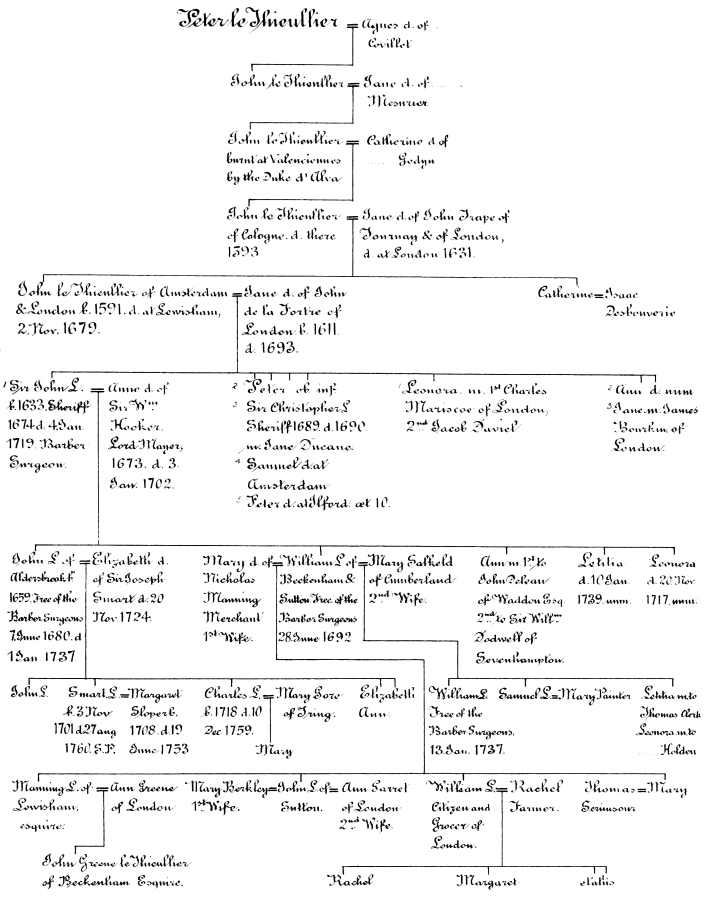 Peter le Thieullier = Agnes d. of ....
Covillet
John le Thieullier = Jane d. of ......
Mesurier
John le Thieullier = Catherine d of
burnt at Valenciennes ..... Godyn
by the Duke d'Alva
John le Thieullier = Jane d. of John Frape of
of Cologne. d. there Tournay & of London,
1593 d. at London 1631.
John le Thieullier of Amsterdam = Jane d. of John
& London b. 1591. d. at Lewisham, de la Fortre of
2. Nov. 1679. London b. 1611.
d. 1693.
Catherine = Isaac
Desbouverie
1 Sir John L. = Anne d. of
b. 1633. Sheriff Sir Wm
1674 d. 4 Jan. Hooker.
1719. Barber Lord Mayer,
Surgeon. 1673. d. 3.
Jan. 1702.
2 Peter ob inf
3 Sir Christopher L
Sheriff 1689 d. 1690
m. Jane Ducane.
4 Samuel d. at
Amsterdam
5 Peter d. at Ilford. æt 10.
1 Leonora. m. 1st Charles
Mariscoe of London,
2nd Jacob Daviel
2 Ann d. num
3 Jane. m. James
Bourk.m. of
London.
John L of = Elizabeth d.
Aldersbrook b. of Sir Joseph
1659. Free of the Smart d. 20
Barber Surgeons Nov. 1724.
7. June 1680. d
1 Jan. 1737
Mary d. of = William L. of = Mary Salkeld
Nicholas Beckenham & of Cumberland
Manning Sutton Free. of the 2nd Wife.
Merchant Barbor Surgeons
1st Wife. 28 June 1692
Ann m. 1st to
John Delvau
of Waddon Esq
2nd to Sir Willm
Dodwell of
Sevenhampton.
Letitia
d. 10 Jan.
1739. unm.
Leonora
d. 20. Nov
1717. unm.
John L.
Smart L. = Margaret
b. 3 Nov Sloper b.
1701 d 27 aug 1708. d. 19
1760. S.P. June 1753
Charles L. = Mary Gore
b. 1718 d. 10 of Tring.
Dec 1759.
Mary
Elizabeth
Ann.
William L.
Free of the
Barbor Surgeons.
13. Jan. 1737.
Samuel L = Mary Painter
Letitia m. to
Thomas Clerk
Leonora m. to
Holden
Manning L. of = Ann Greene
Lowisham, of London
esquire.
Mary Berkley = John L. of = Ann Garret
1st Wife. Sutton. of London
2nd Wife.
William L. = Rachel
Citizen and Farmer.
Grocer of
London.
Thomas = Mary
Scrimsour
John Greene le Thieullier
of Beckenham Esquire.
Rachel Margaret